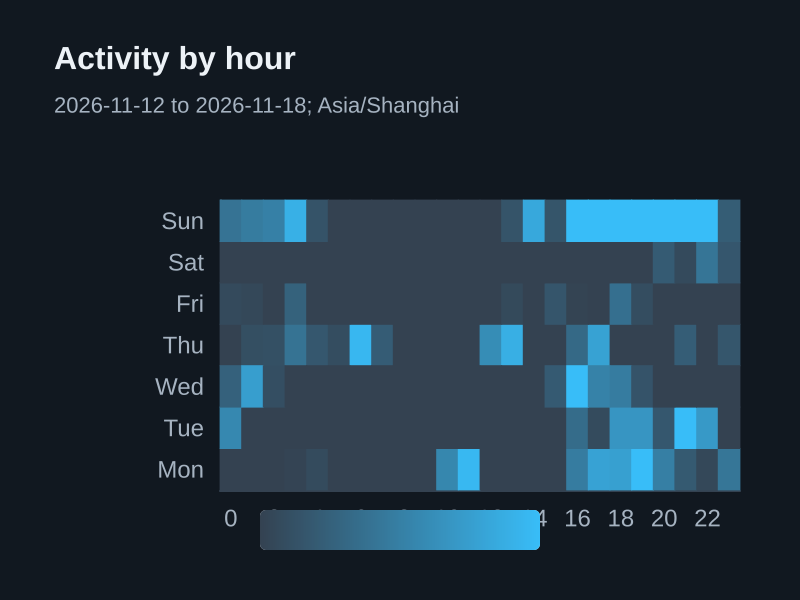 Activity by hour
2026-11-12 to 2026-11-18; Asia/Shanghai
Sun
Sat
Fri
Thu
Wed
Tue
Mon
0 16 18 20 22